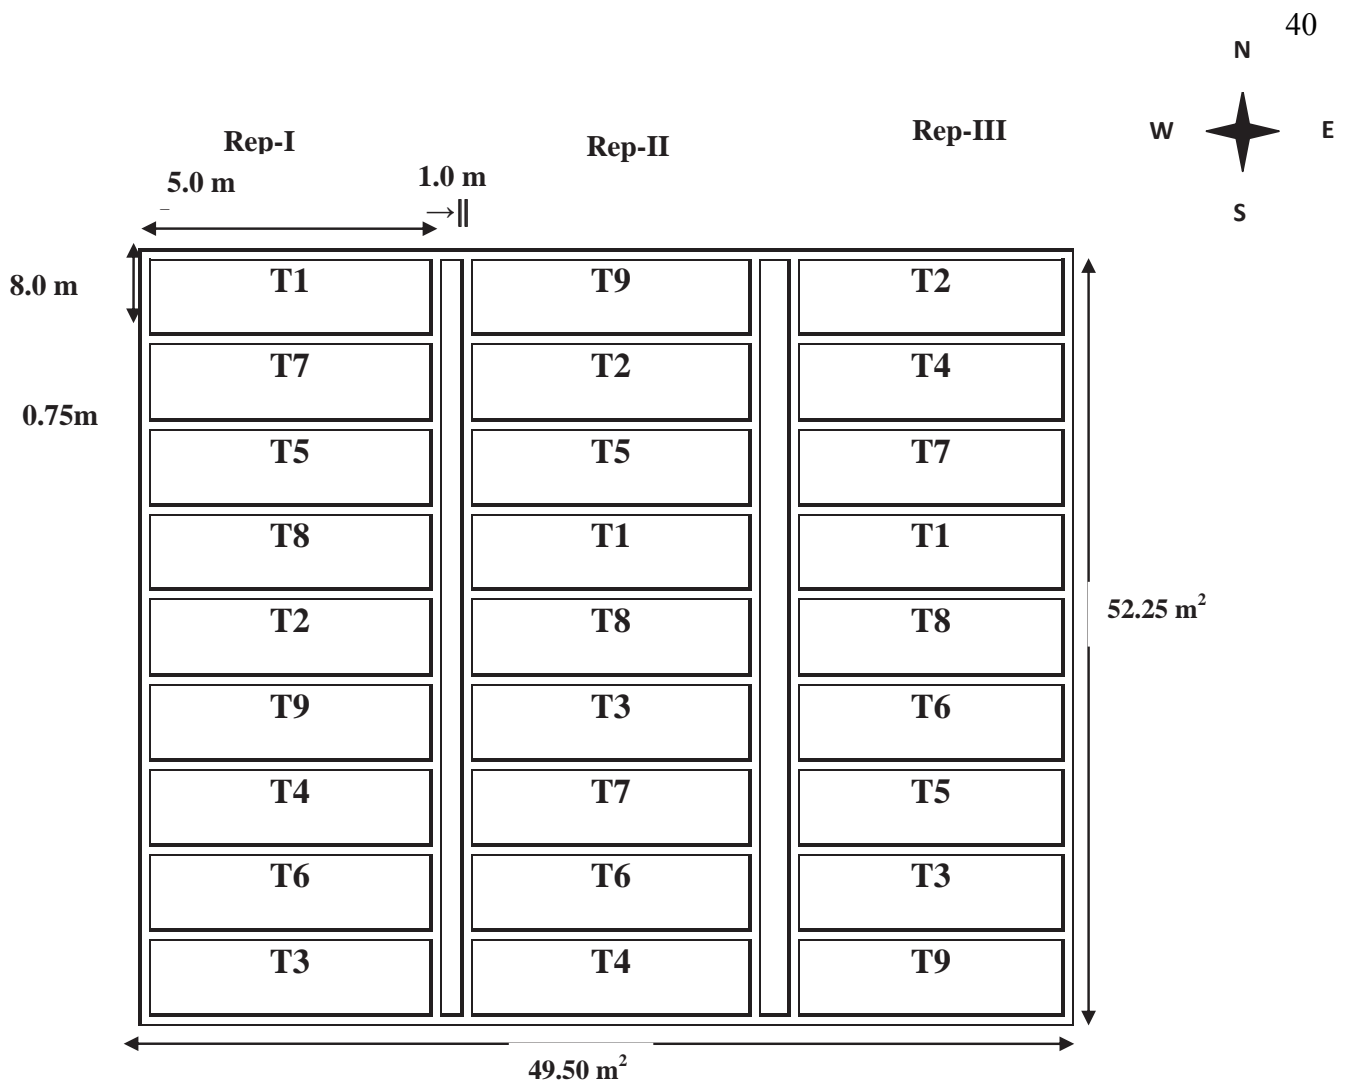 40
N
W E
S
Rep-I Rep-II Rep-III
5.0 m 1.0 m
8.0 m
0.75m
T1 T9 T2
T7 T2 T4
T5 T5 T7
T8 T1 T1
T2 T8 T8
T9 T3 T6
T4 T7 T5
T6 T6 T3
T3 T4 T9
52.25 m²
49.50 m²